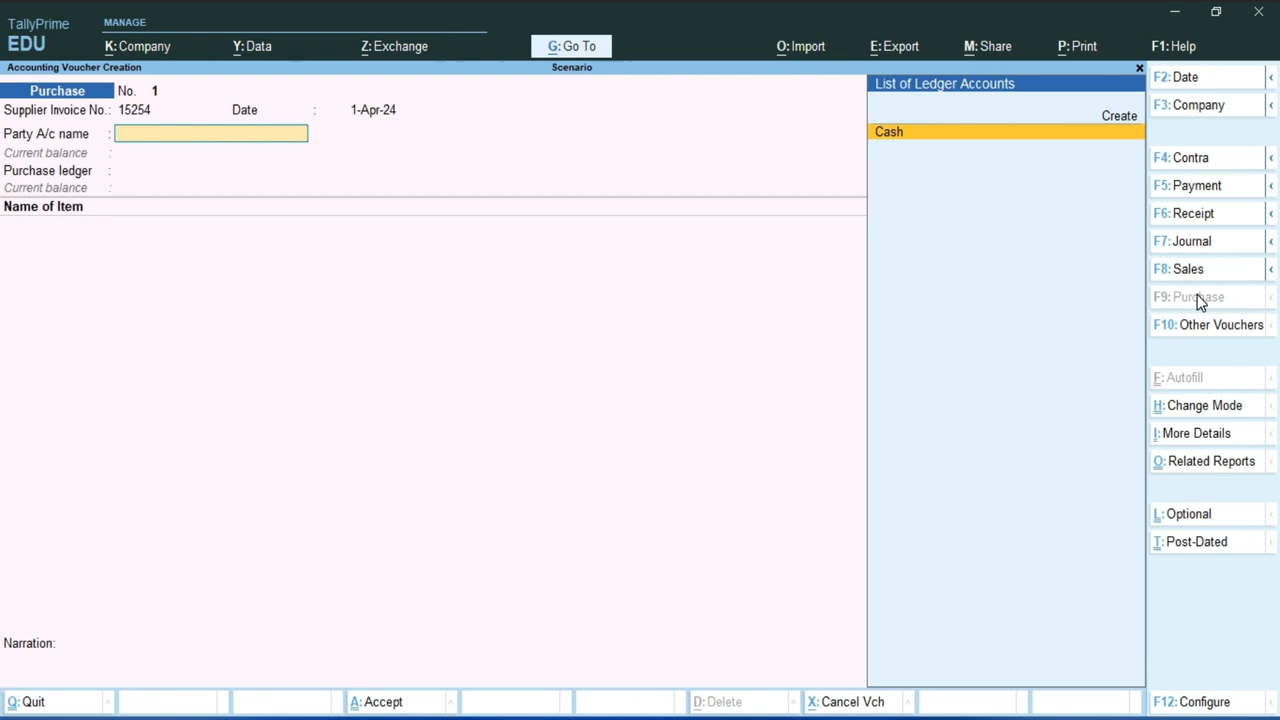 TallyPrime
EDU
MANAGE
K: Company
Y: Data
Z: Exchange
G: Go To
O: Import
E: Export
M: Share
P: Print
F1: Help
Accounting Voucher Creation
Scenario
×
Purchase No. 1
Supplier Invoice No.: 15254 Date : 1-Apr-24
Party A/c name :
Current balance :
Purchase ledger :
Current balance :
Name of Item
Narration:
List of Ledger Accounts
Create
Cash
F2: Date
F3: Company
F4: Contra
F5: Payment
F6: Receipt
F7: Journal
F8: Sales
F9: Purchase
F10: Other Vouchers
F: Autofill
H: Change Mode
I: More Details
O: Related Reports
L: Optional
T: Post-Dated
Q: Quit
A: Accept
D: Delete
X: Cancel Vch
F12: Configure